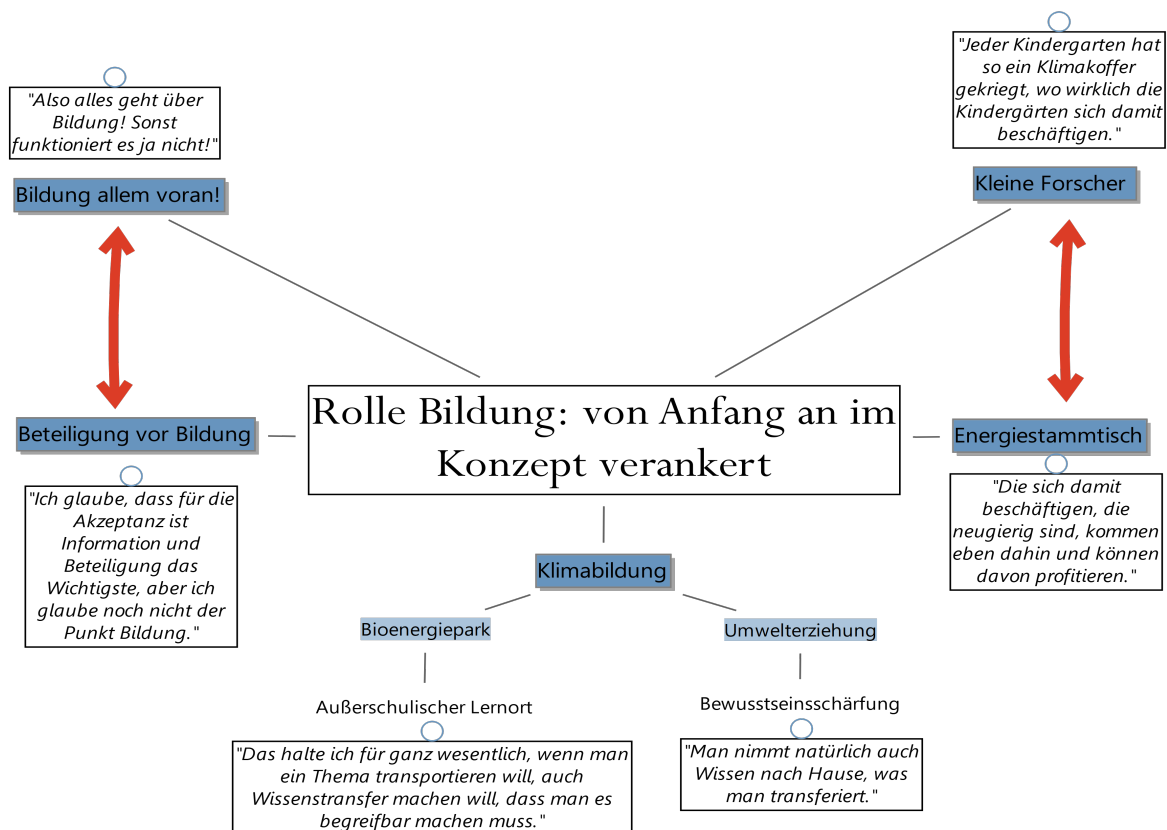 "Jeder Kindergarten hat
so ein Klimakoffer
gekriegt, wo wirklich die
Kindergärten sich damit
beschäftigen."
"Also alles geht über
Bildung! Sonst
funktioniert es ja nicht!"
Bildung allem voran!
Kleine Forscher
Rolle Bildung: von Anfang an im
Konzept verankert
Beteiligung vor Bildung
Energiestammtisch
"Ich glaube, dass für die
Akzeptanz ist
Information und
Beteiligung das
Wichtigste, aber ich
glaube noch nicht der
Punkt Bildung."
"Die sich damit
beschäftigen, die
neugierig sind, kommen
eben dahin und können
davon profitieren."
Klimabildung
Bioenergiepark
Umwelterziehung
Außerschulischer Lernort
Bewusstseinsschärfung
"Das halte ich für ganz wesentlich, wenn man
ein Thema transportieren will, auch
Wissenstransfer machen will, dass man es
begreifbar machen muss."
"Man nimmt natürlich auch
Wissen nach Hause, was
man transferiert."